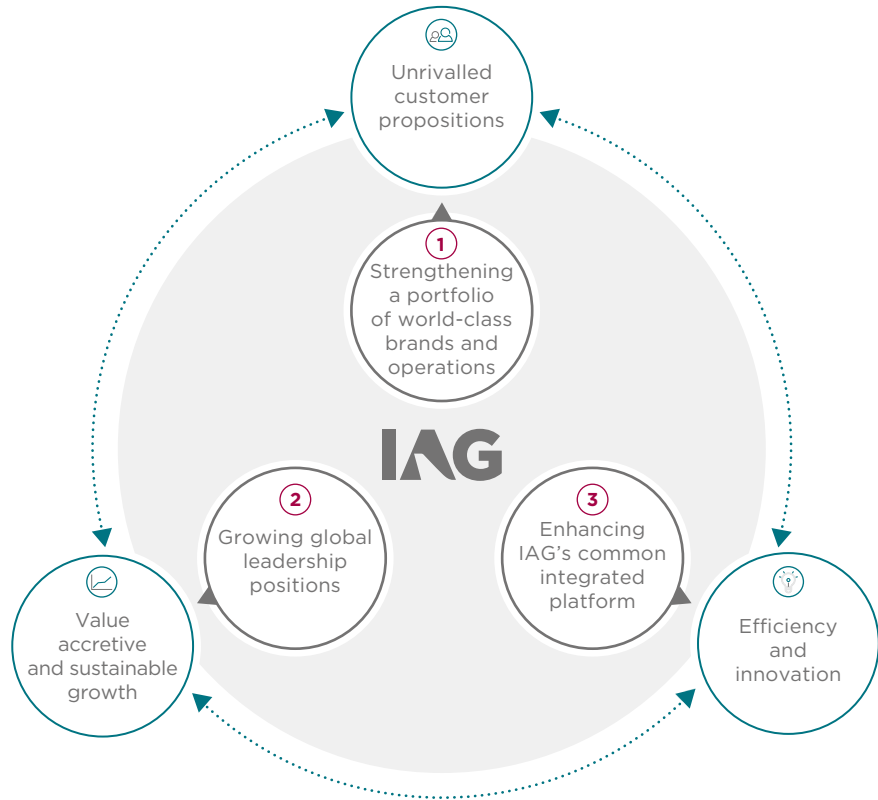 Unrivalled
customer
propositions
1
Strengthening
a portfolio
of world-class
brands and
operations
IAG
2
Growing global
leadership
positions
3
Enhancing
IAG’s common
integrated
platform
Value
accretive
and sustainable
growth
Efficiency
and
innovation